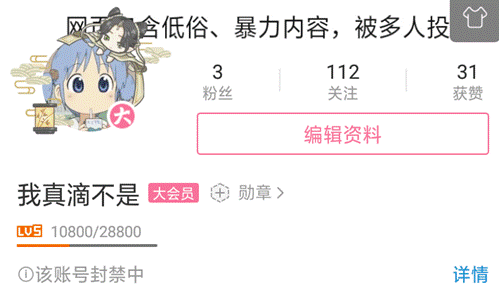 网页包含低俗、暴力内容，被多人投
大
3 112 31
粉丝 关注 获赞
编辑资料
我真滴不是 大会员 勋章 >
LV5 10800/28800
该账号封禁中 详情